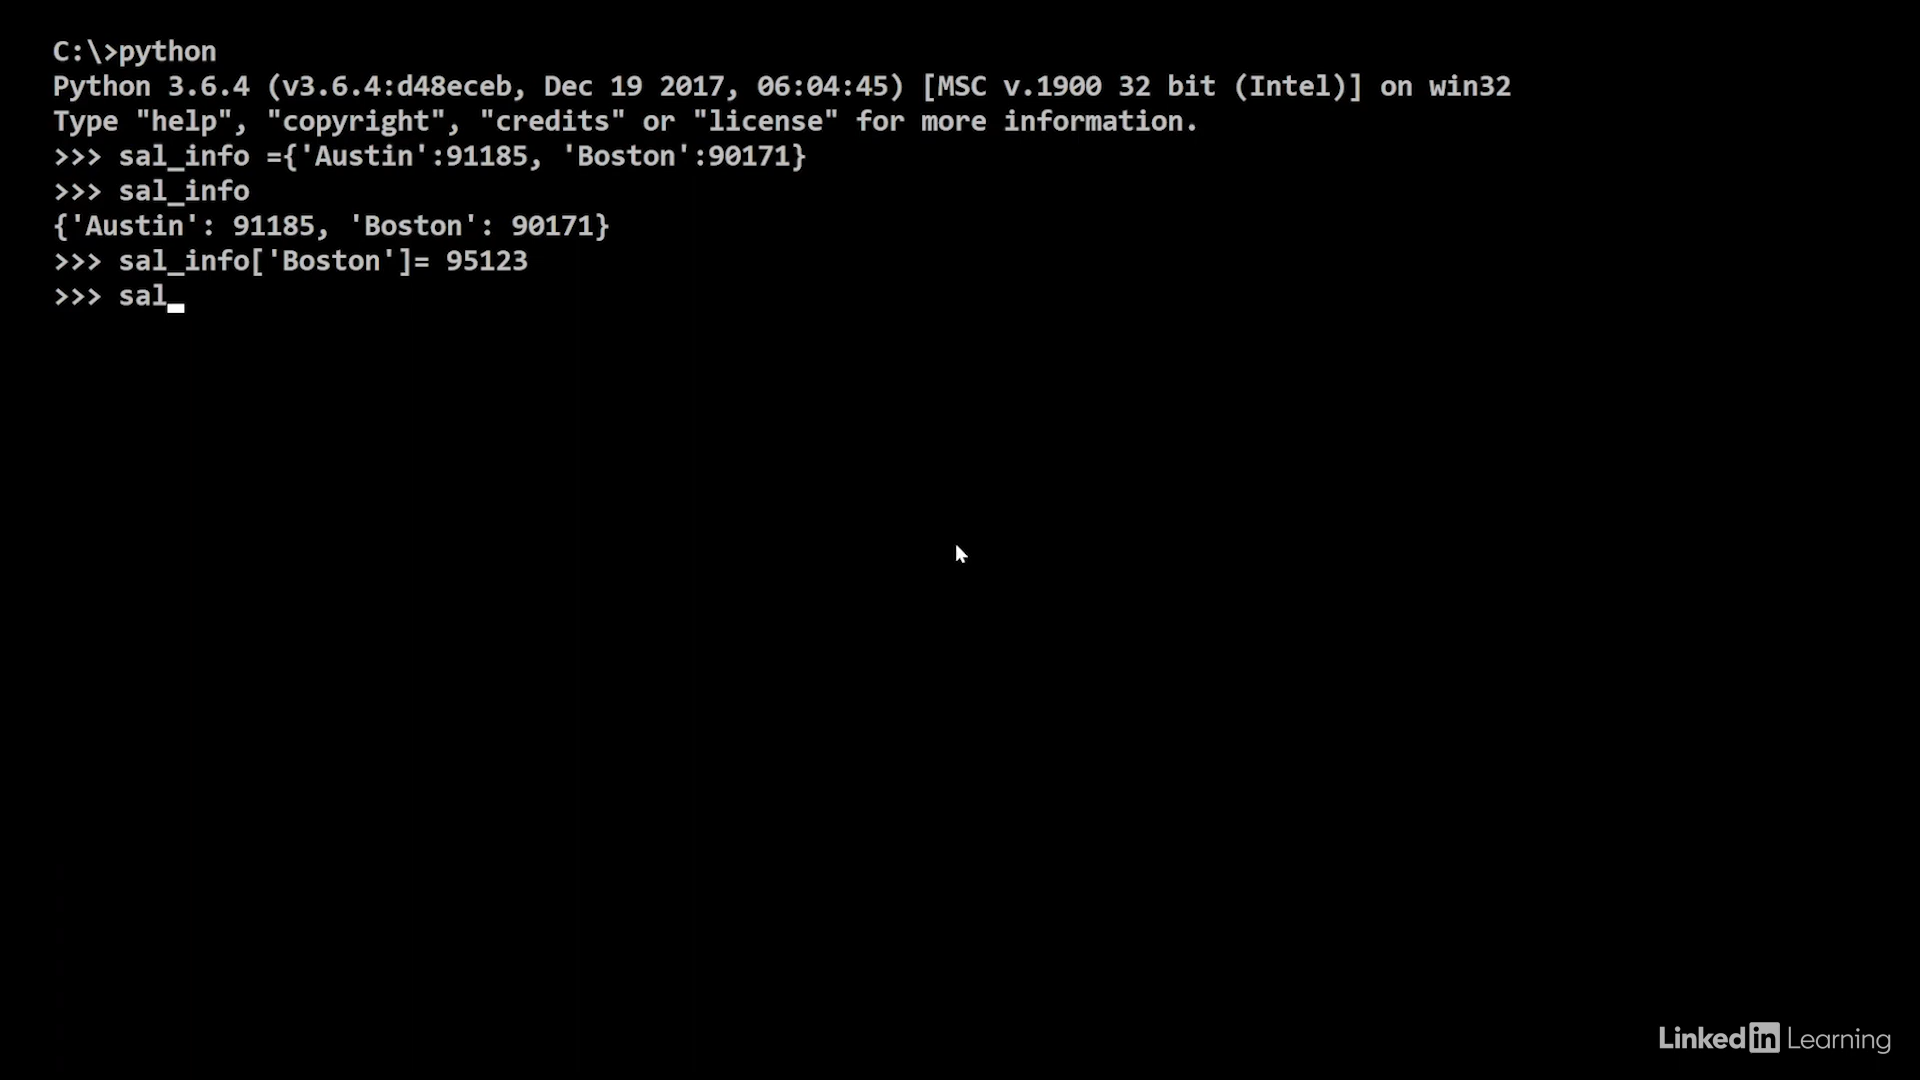 C:\>python
Python 3.6.4 (v3.6.4:d48eceb, Dec 19 2017, 06:04:45) [MSC v.1900 32 bit (Intel)] on win32
Type "help", "copyright", "credits" or "license" for more information.
>>> sal_info ={'Austin':91185, 'Boston':90171}
>>> sal_info
{'Austin': 91185, 'Boston': 90171}
>>> sal_info['Boston']= 95123
>>> sal
LinkedIn Learning